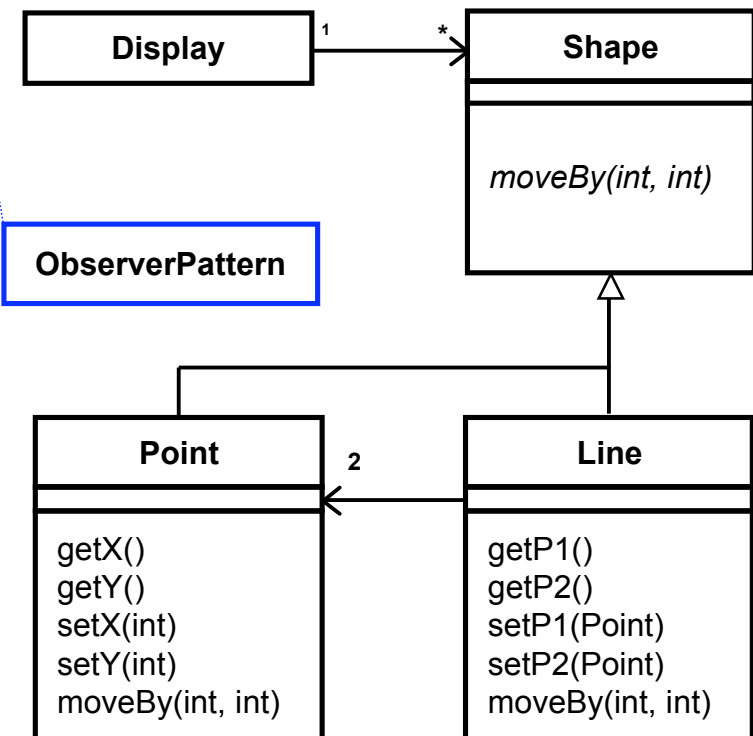 Display
1
*
Shape
moveBy(int, int)
ObserverPattern
Point
2
Line
getX()
getY()
setX(int)
setY(int)
moveBy(int, int)
getP1()
getP2()
setP1(Point)
setP2(Point)
moveBy(int, int)